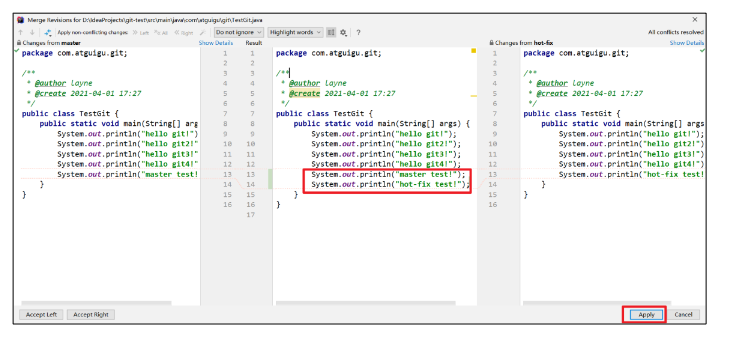 Merge Revisions for D:\IdeaProjects\git-test\src\main\java\com\atguigu\git\TestGit.java
Apply non-conflicting changes: Left All Right Do not ignore Highlight words ? All conflicts resolved
Changes from master Show Details Result Changes from hot-fix Show Details
package com.atguigu.git;
/**
* @author layne
* @create 2021-04-01 17:27
*/
public class TestGit {
public static void main(String[] arg
System.out.println("hello git!")
System.out.println("hello git2!"
System.out.println("hello git3!"
System.out.println("hello git4!"
System.out.println("master test!
}
}
1 1
2 2
3 3
4 4
5 5
6 6
7 7
8 8
9 9
10 10
11 11
12 12
13 13
14 14
15 15
16 16
17
package com.atguigu.git;
/**
* @author layne
* @create 2021-04-01 17:27
*/
public class TestGit {
public static void main(String[] args) {
System.out.println("hello git!");
System.out.println("hello git2!");
System.out.println("hello git3!");
System.out.println("hello git4!");
System.out.println("master test!");
System.out.println("hot-fix test!");
}
}
1
2
3
4
5
6
7
8
9
10
11
12
13
14
15
16
package com.atguigu.git;
/**
* @author layne
* @create 2021-04-01 17:27
*/
public class TestGit {
public static void main(String[] args
System.out.println("hello git!");
System.out.println("hello git2!")
System.out.println("hello git3!")
System.out.println("hello git4!")
System.out.println("hot-fix test!
}
}
Accept Left Accept Right Apply Cancel